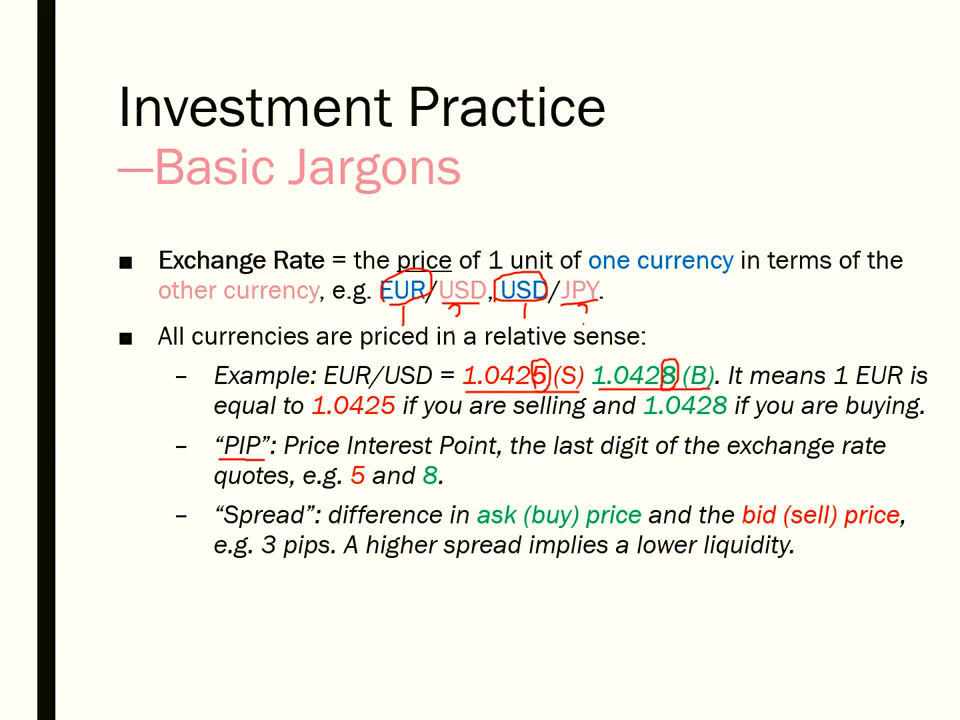 Investment Practice
—Basic Jargons
■ Exchange Rate = the price of 1 unit of one currency in terms of the
other currency, e.g. EUR/USD, USD/JPY.
1 ? 1 ?
■ All currencies are priced in a relative sense:
– Example: EUR/USD = 1.0425 (S) 1.0428 (B). It means 1 EUR is
equal to 1.0425 if you are selling and 1.0428 if you are buying.
– “PIP”: Price Interest Point, the last digit of the exchange rate
quotes, e.g. 5 and 8.
– “Spread”: difference in ask (buy) price and the bid (sell) price,
e.g. 3 pips. A higher spread implies a lower liquidity.